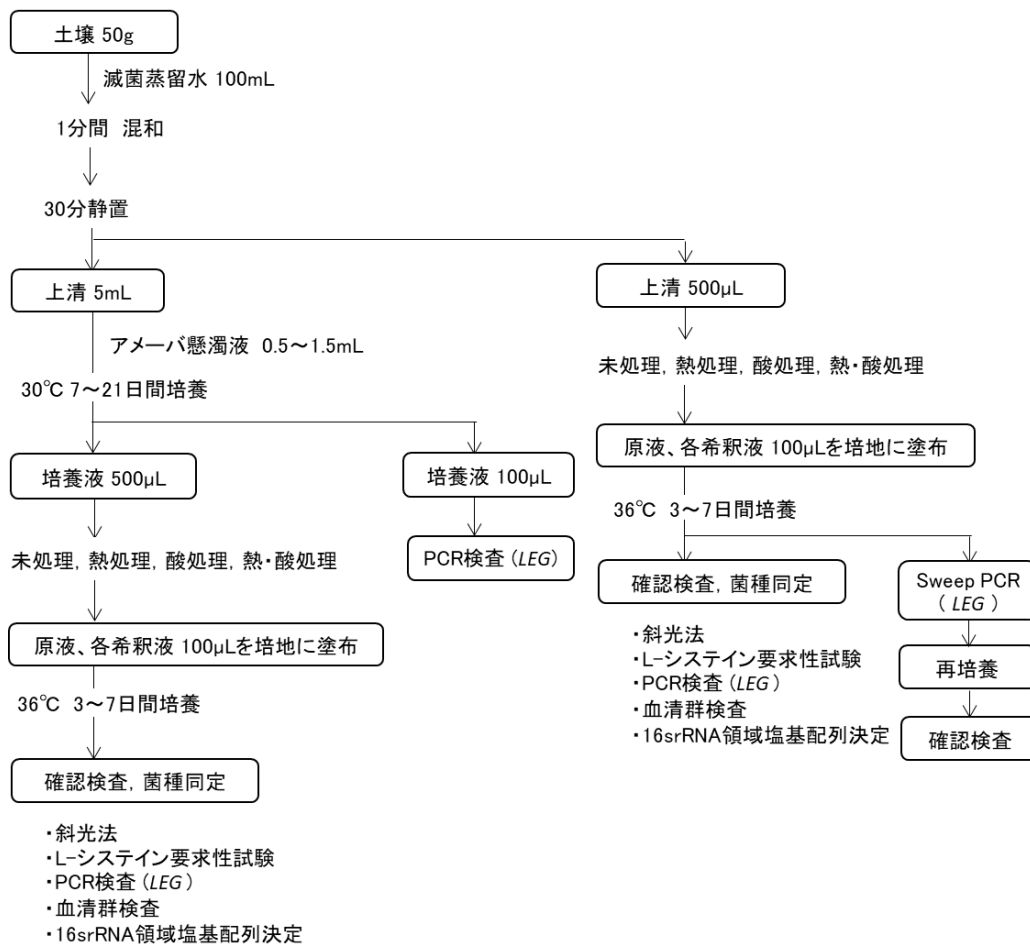 土壌 50g
滅菌蒸留水 100mL
1分間 混和
30分静置
上清 5mL
アメーバ懸濁液 0.5～1.5mL
30℃ 7～21日間培養
培養液 500μL
培養液 100μL
PCR検査 (LEG)
未処理, 熱処理, 酸処理, 熱・酸処理
原液、各希釈液 100μLを培地に塗布
36℃ 3～7日間培養
確認検査, 菌種同定
・斜光法
・L-システイン要求性試験
・PCR検査 (LEG)
・血清群検査
・16srRNA領域塩基配列決定
上清 500μL
未処理, 熱処理, 酸処理, 熱・酸処理
原液、各希釈液 100μLを培地に塗布
36℃ 3～7日間培養
確認検査, 菌種同定
・斜光法
・L-システイン要求性試験
・PCR検査 (LEG)
・血清群検査
・16srRNA領域塩基配列決定
Sweep PCR
( LEG )
再培養
確認検査